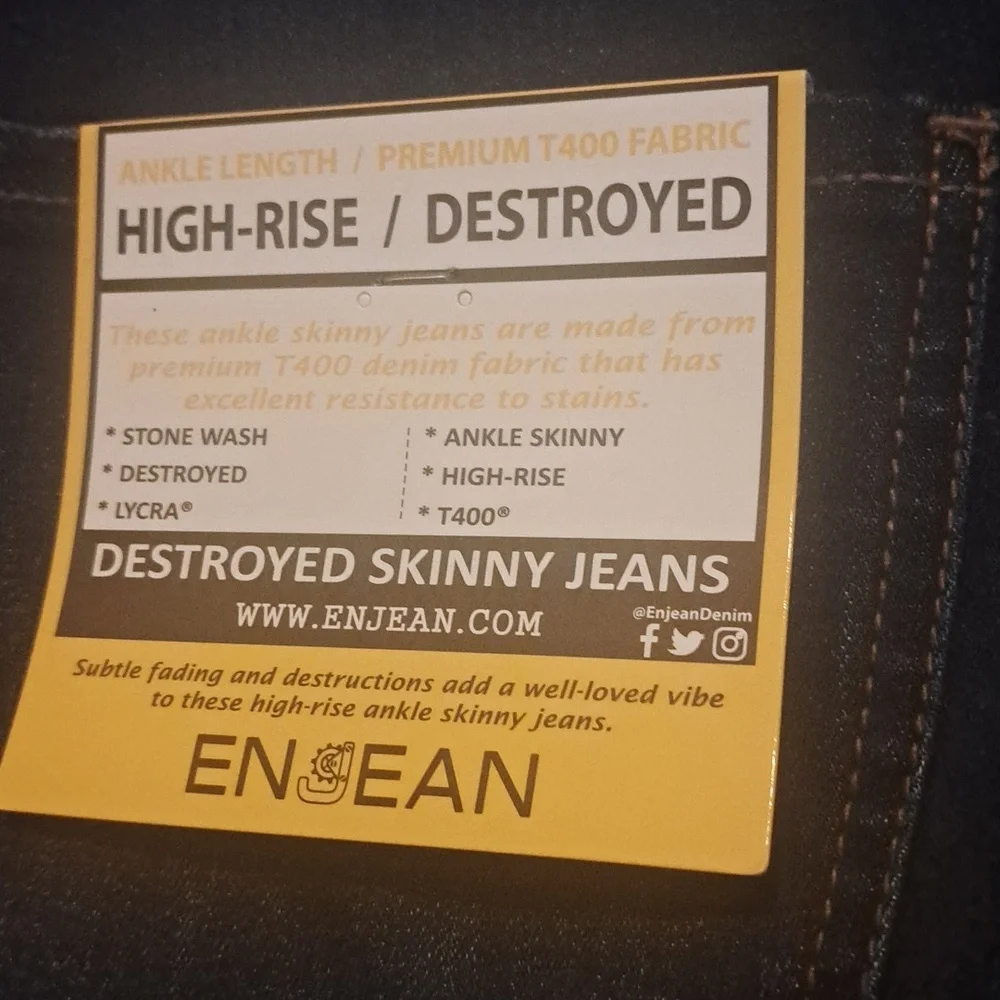 ANKLE LENGTH / PREMIUM T400 FABRIC
HIGH-RISE / DESTROYED
These ankle skinny jeans are made from
premium T400 denim fabric that has
excellent resistance to stains.
* STONE WASH
* DESTROYED
* LYCRA®
* ANKLE SKINNY
* HIGH-RISE
* T400®
DESTROYED SKINNY JEANS
WWW.ENJEAN.COM
@EnjeanDenim
Subtle fading and destructions add a well-loved vibe
to these high-rise ankle skinny jeans.
ENJEAN